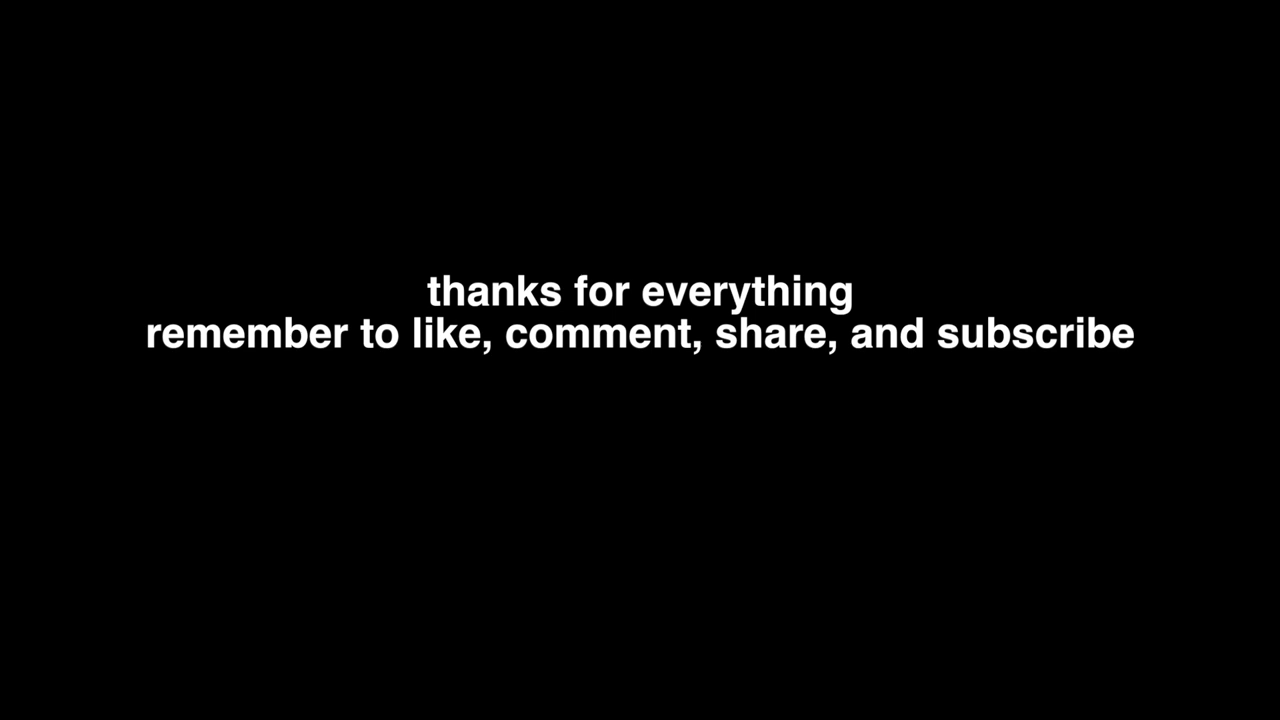 thanks for everything
remember to like, comment, share, and subscribe